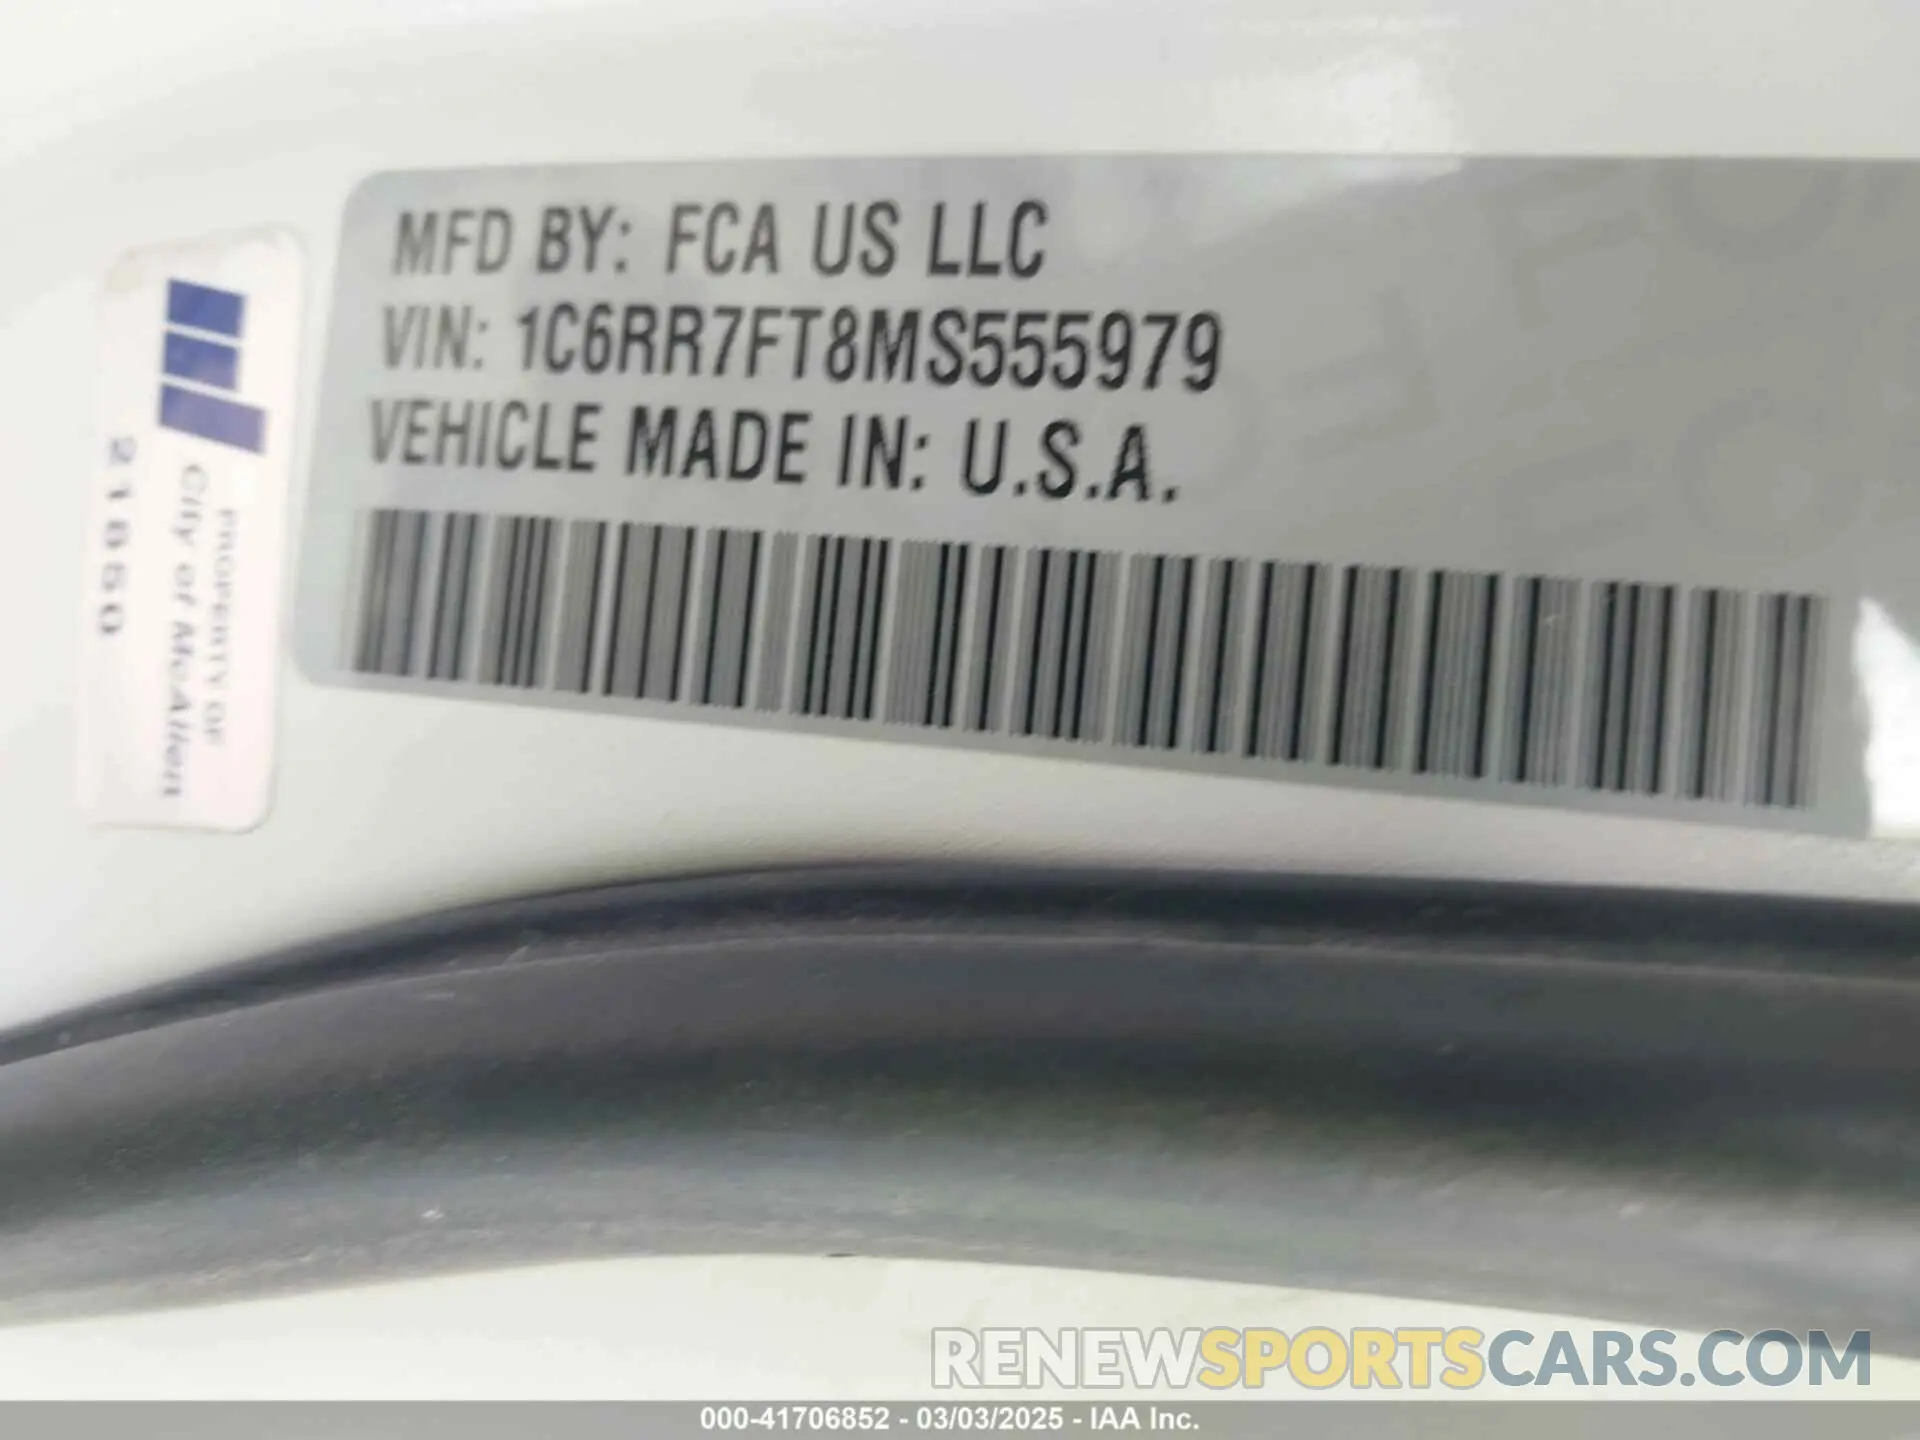 MFD BY: FCA US LLC
VIN: 1C6RR7FT8MS555979
VEHICLE MADE IN: U.S.A.
PROPERTY OF
City of McAllen
21850
RENEWSPORTSCARS.COM
000-41706852 - 03/03/2025 - IAA Inc.